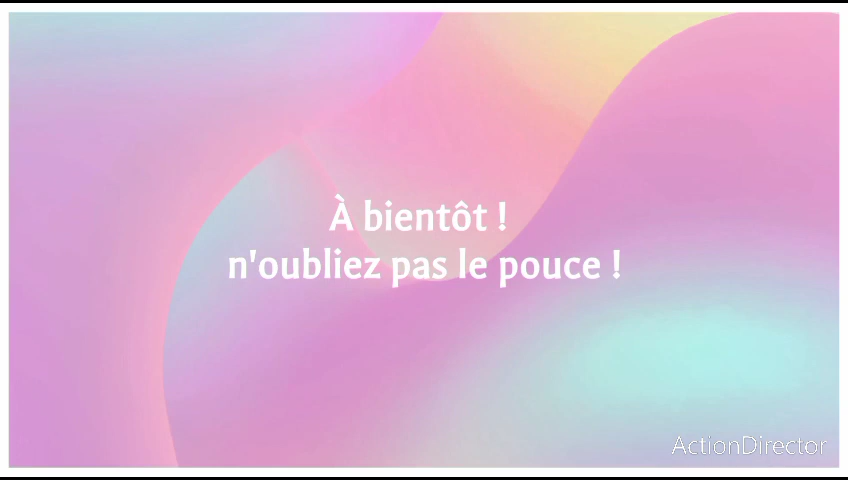 À bientôt !
n'oubliez pas le pouce !
ActionDirector